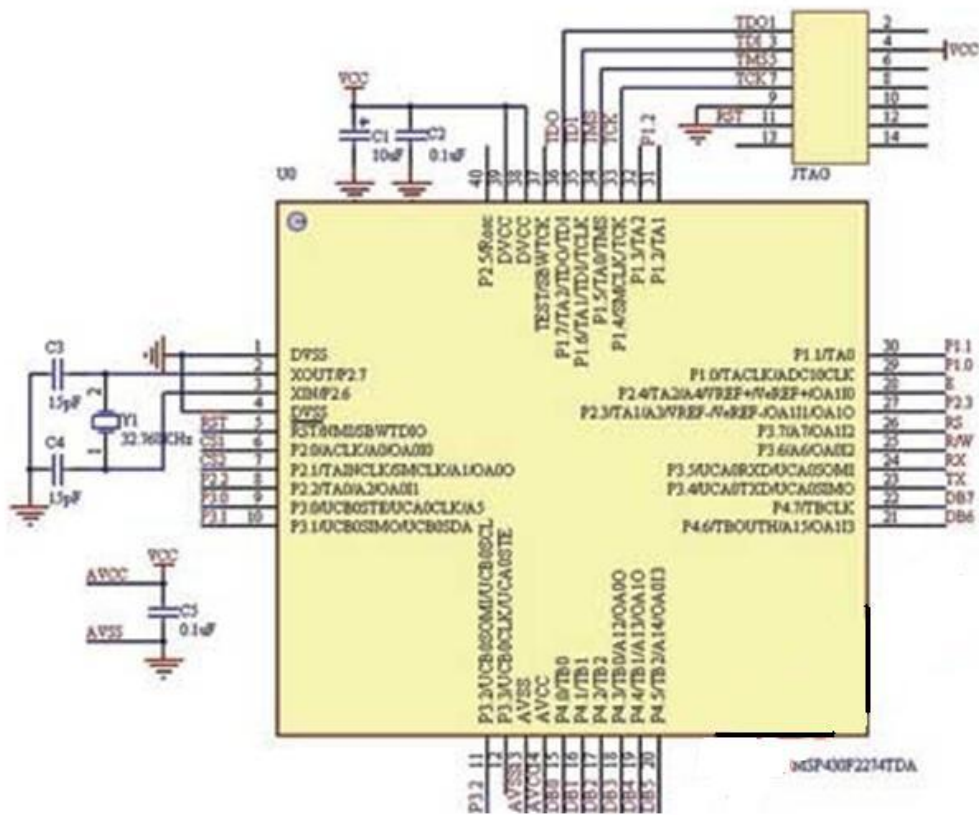 TDO 1
TDI 3
TMS 5
TCK 7
9
RST 11
13
2
4
VCC
6
8
10
12
14
JTAG
VCC
C1
10uF
C2
0.1uF
TDO
TDI
TMS
TCK
P1.2
U0
40
39
38
37
36
35
34
33
32
31
P2.5/Rosc
DVCC
DVCC
TEST/SBWTCK
P1.7/TA2/TDO/TDI
P1.6/TA1/TDI/TCLK
P1.5/TA0/TMS
P1.4/SMCLK/TCK
P1.3/TA2
P1.2/TA1
C3
15pF
2
Y1
32.768KHz
1
C4
15pF
1 DVSS
2 XOUT/P2.7
3 XIN/P2.6
4 DVSS
RST 5 RST/NMI/SBWTDIO
CS1 6 P2.0/ACLK/A0/OA0I0
CS2 7 P2.1/TAINCLK/SMCLK/A1/OA0O
P2.2 8 P2.2/TA0/A2/OA0I1
P3.0 9 P3.0/UCB0STE/UCA0CLK/A5
P3.1 10 P3.1/UCB0SIMO/UCB0SDA
P1.1/TA0 30 P1.1
P1.0/TACLK/ADC10CLK 29 P1.0
P2.4/TA2/A4/VREF+/VeREF+/OA1I0 28 E
P2.3/TA1/A3/VREF-/VeREF-/OA1I1/OA1O 27 P2.3
P3.7/A7/OA1I2 26 RS
P3.6/A6/OA0I2 25 R/W
P3.5/UCA0RXD/UCA0SOMI 24 RX
P3.4/UCA0TXD/UCA0SIMO 23 TX
P4.7/TBCLK 22 DB7
P4.6/TBOUTH/A15/OA1I3 21 DB6
AVCC
VCC
C5
0.1uF
AVSS
P3.2/UCB0SOMI/UCB0SCL
P3.3/UCB0CLK/UCA0STE
AVSS
AVCC
P4.0/TB0
P4.1/TB1
P4.2/TB2
P4.3/TB0/A12/OA0O
P4.4/TB1/A13/OA1O
P4.5/TB2/A14/OA0I3
P3.2 11
12
AVSS 13
AVCC 14
DB0 15
DB1 16
DB2 17
DB3 18
DB4 19
DB5 20
MSP430F2274TDA